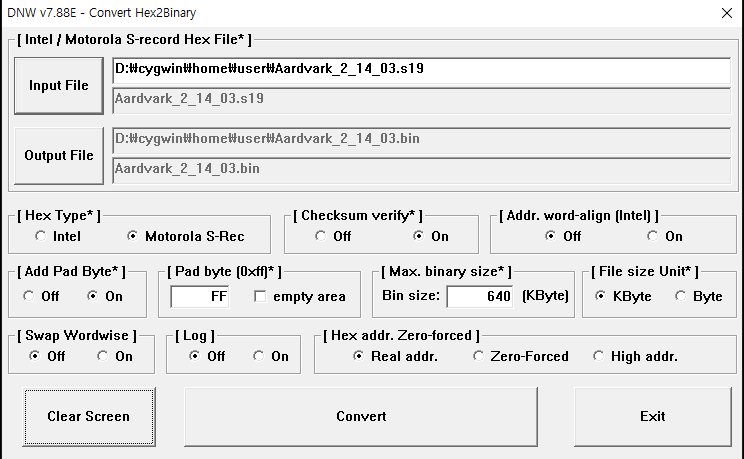 DNW v7.88E - Convert Hex2Binary
[ Intel / Motorola S-record Hex File* ]
Input File
D:₩cygwin₩home₩user₩Aardvark_2_14_03.s19
Aardvark_2_14_03.s19
Output File
D:₩cygwin₩home₩user₩Aardvark_2_14_03.bin
Aardvark_2_14_03.bin
[ Hex Type* ] [ Checksum verify* ] [ Addr. word-align (Intel) ]
Intel Motorola S-Rec Off On Off On
[ Add Pad Byte* ] [ Pad byte (0xff)* ] [ Max. binary size* ] [ File size Unit* ]
Off On FF empty area Bin size: 640 (KByte) KByte Byte
[ Swap Wordwise ] [ Log ] [ Hex addr. Zero-forced ]
Off On Off On Real addr. Zero-Forced High addr.
Clear Screen Convert Exit